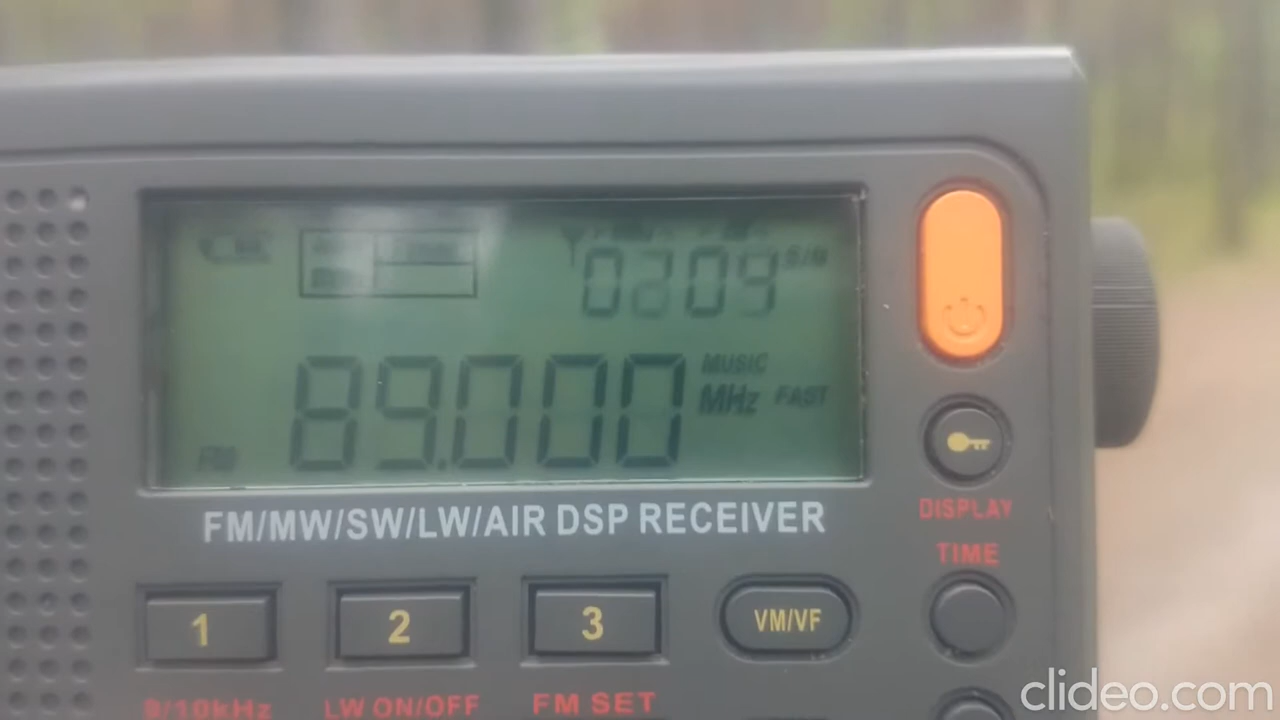 0209
89.000
MUSIC
MHz FAST
FM
FM/MW/SW/LW/AIR DSP RECEIVER
DISPLAY
TIME
1
2
3
VM/VF
9/10kHz
LW ON/OFF
FM SET
clideo.com